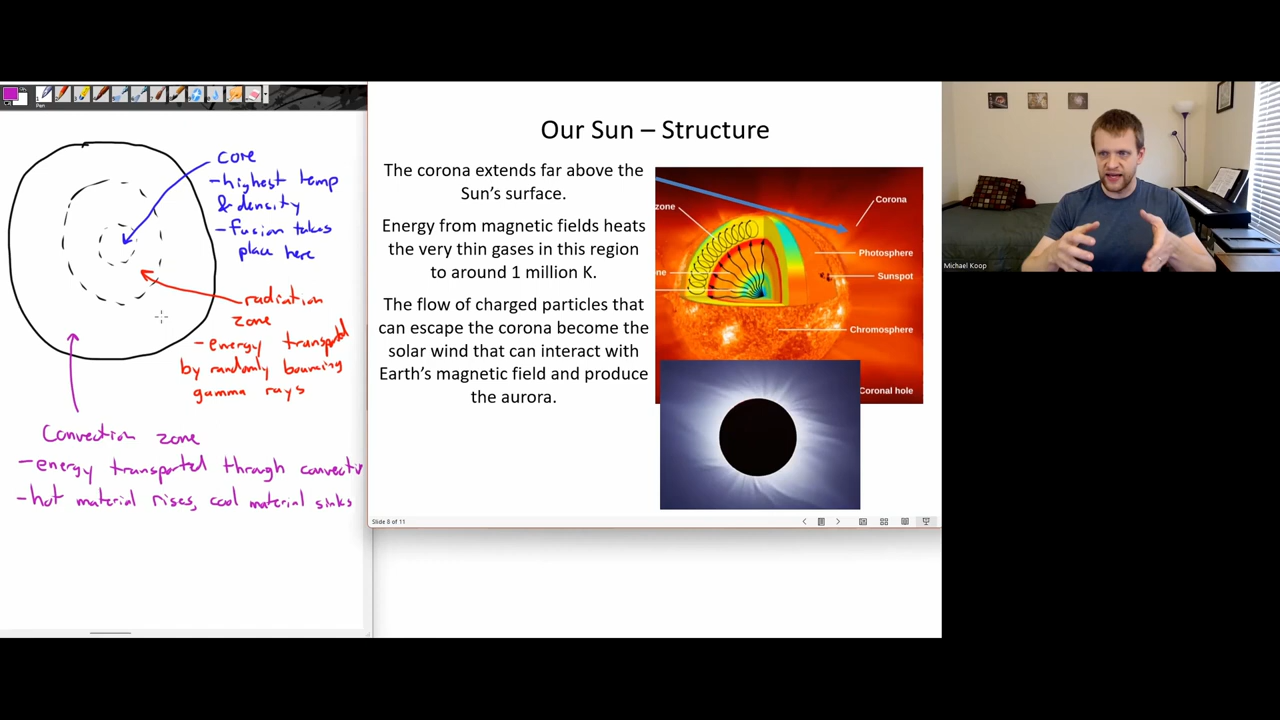 core
-highest temp
& density
-fusion takes
place here
radiation
zone
-energy transported
by randomly bouncing
gamma rays
Convection zone
-energy transported through convecti
-hot material rises, cool material sinks
Pen
Our Sun – Structure
The corona extends far above the
Sun's surface.
Energy from magnetic fields heats
the very thin gases in this region
to around 1 million K.
The flow of charged particles that
can escape the corona become the
solar wind that can interact with
Earth's magnetic field and produce
the aurora.
zone
ne
Corona
Photosphere
Sunspot
Chromosphere
Coronal hole
Slide 8 of 11
Michael Koop